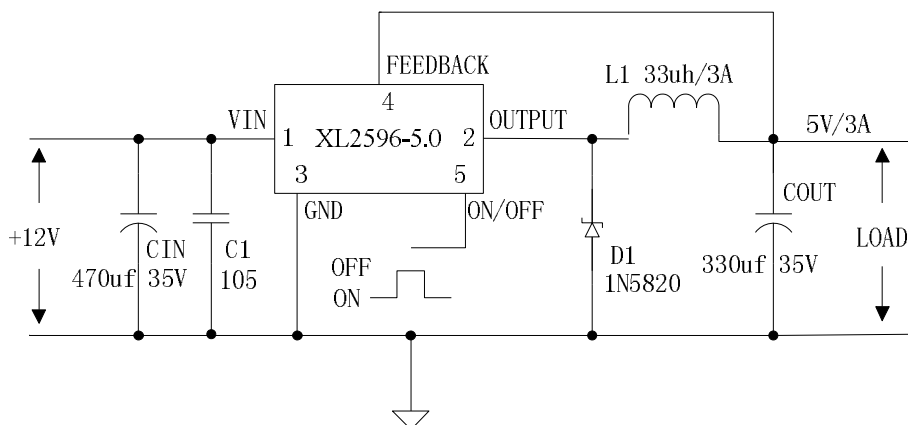 FEEDBACK
L1 33uh/3A
4
VIN
OUTPUT
5V/3A
1
XL2596-5.0
2
3
5
GND
ON/OFF
COUT
+12V
CIN
C1
OFF
D1
LOAD
470uf 35V
105
ON
1N5820
330uf 35V